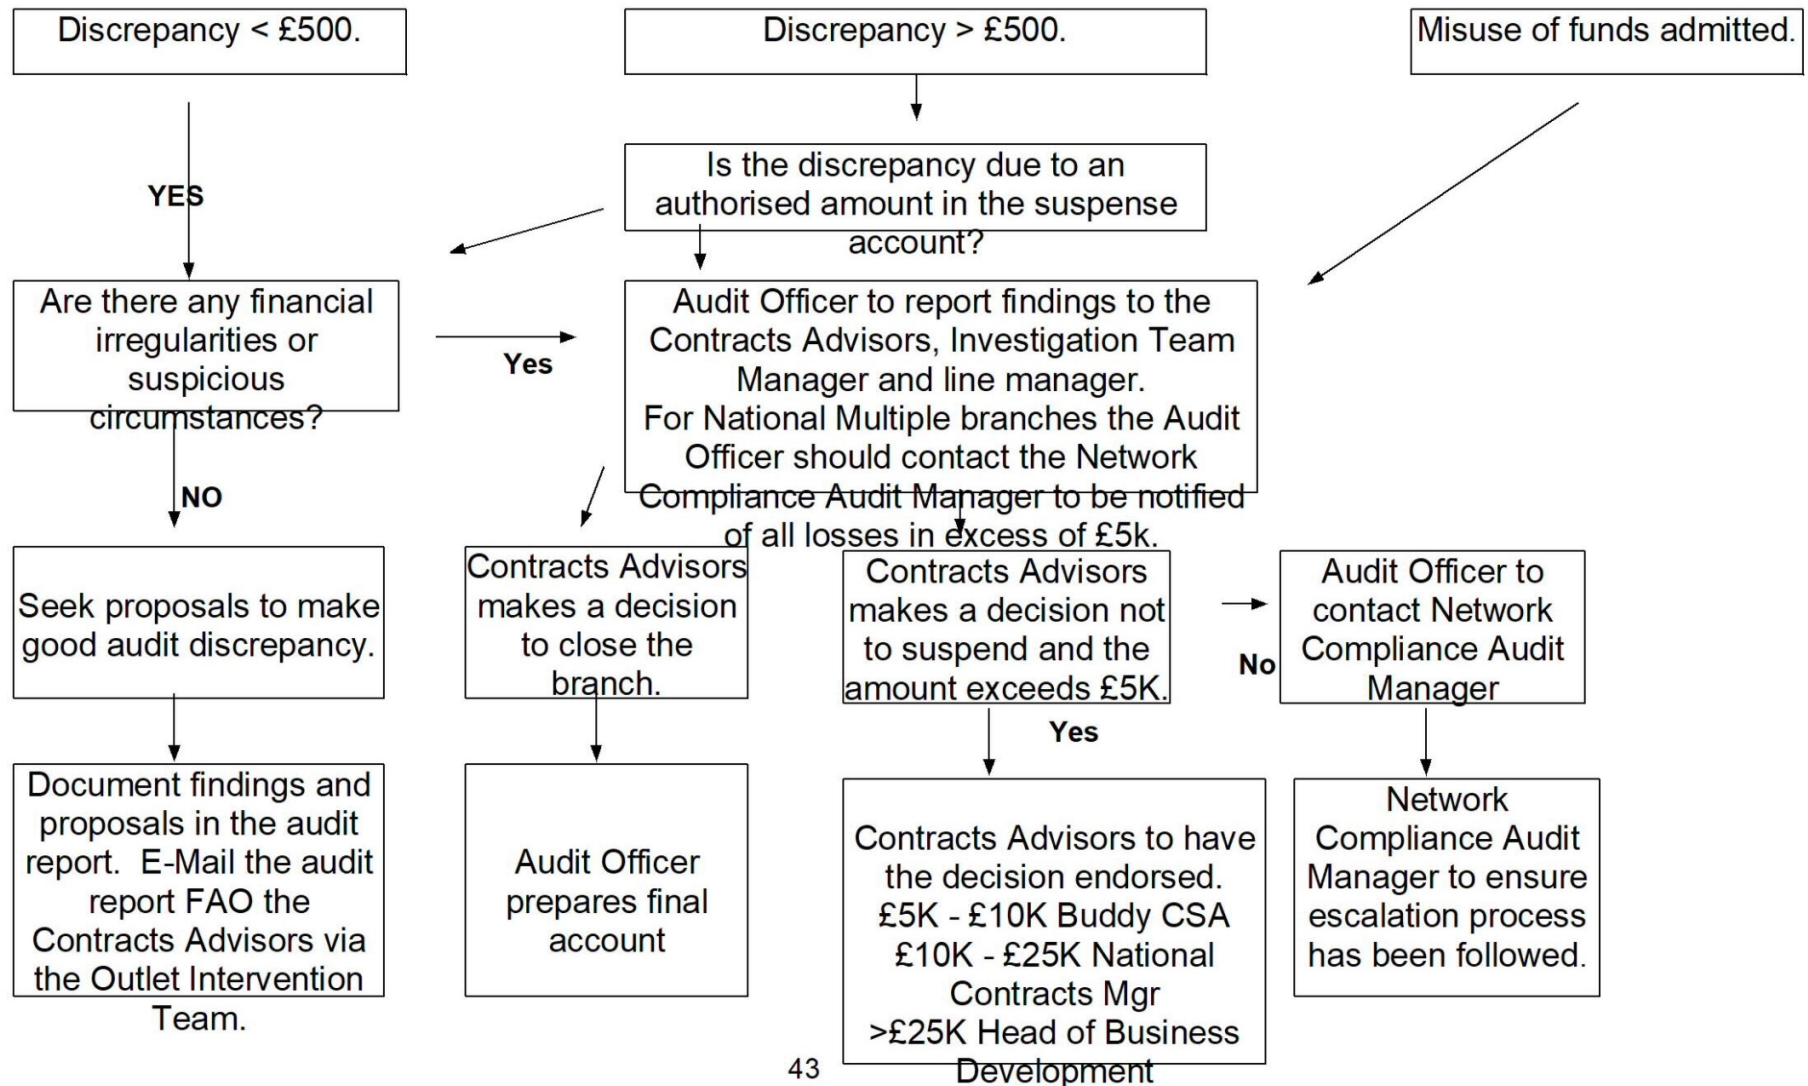 Discrepancy < £500.
Discrepancy > £500.
Misuse of funds admitted.
Is the discrepancy due to an
authorised amount in the suspense
account?
YES
Are there any financial
irregularities or
suspicious
circumstances?
Yes
Audit Officer to report findings to the
Contracts Advisors, Investigation Team
Manager and line manager.
For National Multiple branches the Audit
Officer should contact the Network
Compliance Audit Manager to be notified
of all losses in excess of £5k.
NO
Seek proposals to make
good audit discrepancy.
Contracts Advisors
makes a decision
to close the
branch.
Contracts Advisors
makes a decision not
to suspend and the
amount exceeds £5K.
No
Audit Officer to
contact Network
Compliance Audit
Manager
Yes
Document findings and
proposals in the audit
report.  E-Mail the audit
report FAO the
Contracts Advisors via
the Outlet Intervention
Team.
Audit Officer
prepares final
account
Contracts Advisors to have
the decision endorsed.
£5K - £10K Buddy CSA
£10K - £25K National
Contracts Mgr
>£25K Head of Business
Development
Network
Compliance Audit
Manager to ensure
escalation process
has been followed.
43